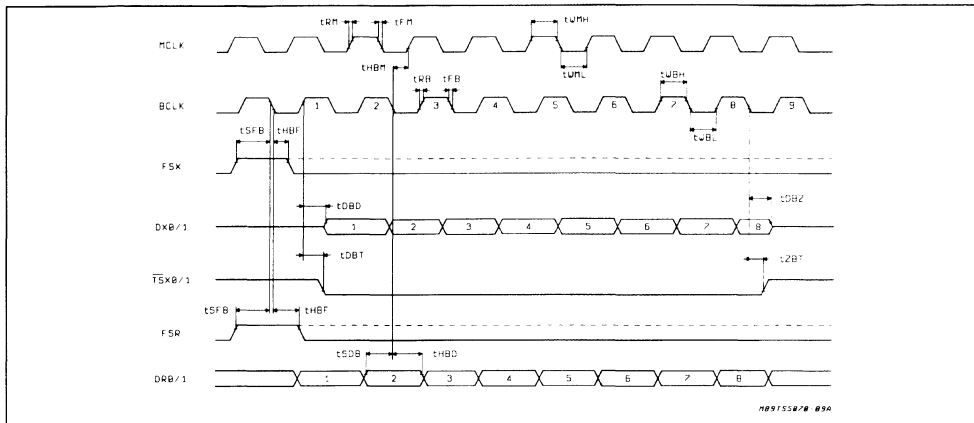 tRM tFM tWMH
MCLK
tHBM tWML
tRB tFB tWBH
BCLK 1 2 3 4 5 6 7 8 9
tSFB tHBF tWBL
FSX
tDBD tDBZ
DX0/1 1 2 3 4 5 6 7 8
tDBT tZBT
TSX0/1
tSFB tHBF
FSR
tSDB tHBD
DR0/1 1 2 3 4 5 6 7 8
M89TS5070-09A